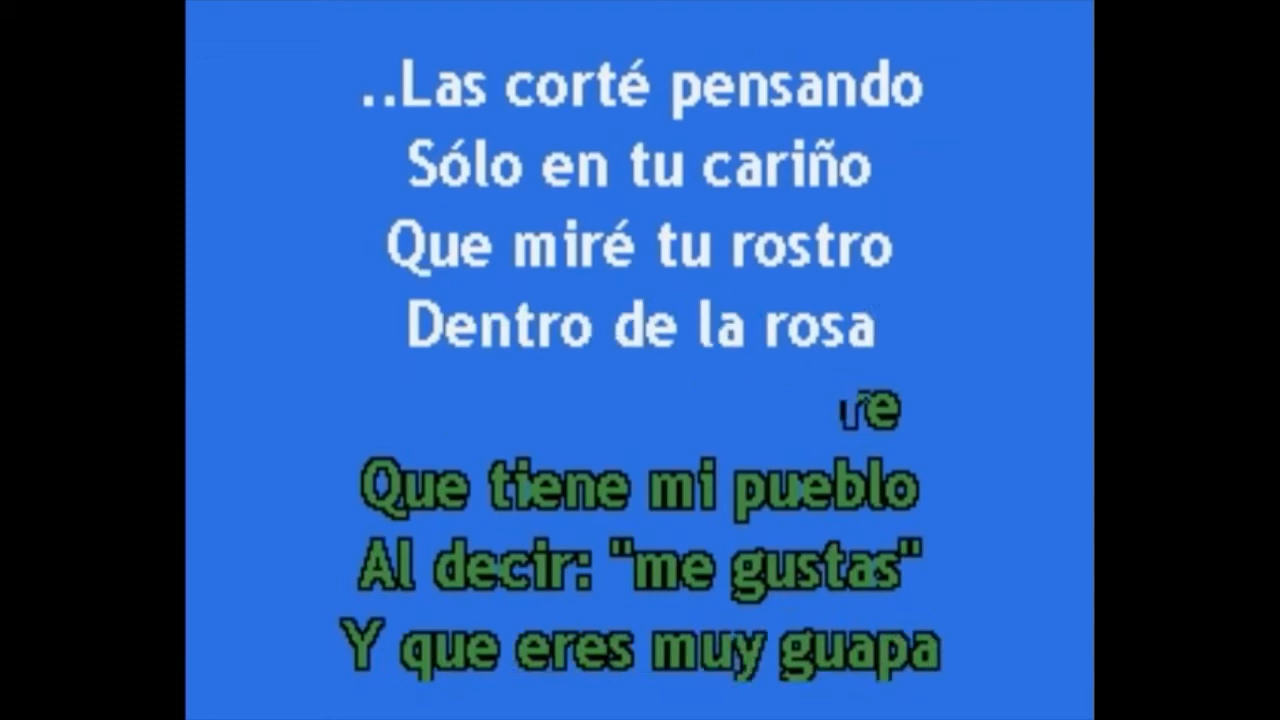 ..Las corté pensando
Sólo en tu cariño
Que miré tu rostro
Dentro de la rosa
re
Que tiene mi pueblo
Al decir: "me gustas"
Y que eres muy guapa